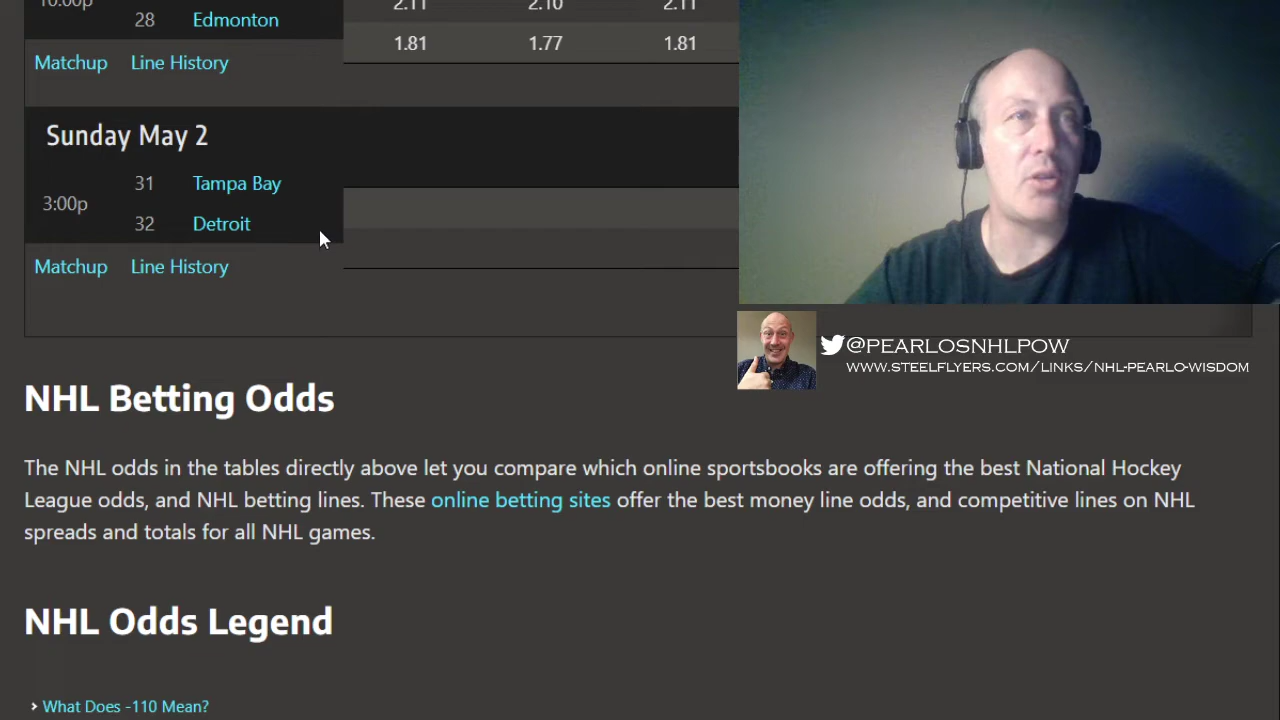 10:00p
28 Edmonton
2.11 2.10 2.11
1.81 1.77 1.81
Matchup Line History
Sunday May 2
3:00p
31 Tampa Bay
32 Detroit
Matchup Line History
@PEARLOSNHLPOW
WWW.STEELFLYERS.COM/LINKS/NHL-PEARLO-WISDOM
NHL Betting Odds
The NHL odds in the tables directly above let you compare which online sportsbooks are offering the best National Hockey
League odds, and NHL betting lines. These online betting sites offer the best money line odds, and competitive lines on NHL
spreads and totals for all NHL games.
NHL Odds Legend
What Does -110 Mean?